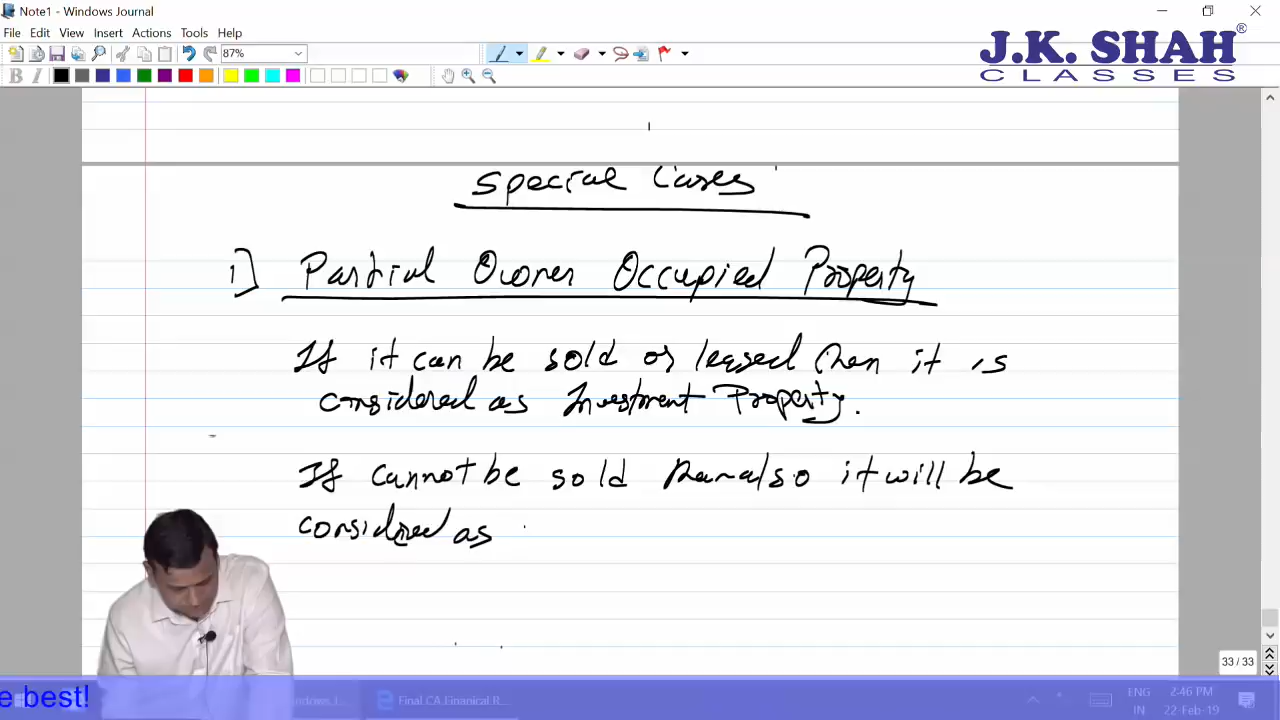 Note1 - Windows Journal
File Edit View Insert Actions Tools Help
87%
J.K. SHAH®
CLASSES
Special Cases
1] Partial Owner Occupied Property
If it can be sold or leased then it is
considered as Investment Property.
If cannot be sold then also it will be
considered as
33 / 33
e best!
indows J... Final CA.Finanical.R...
ENG
IN
2:46 PM
22-Feb-19